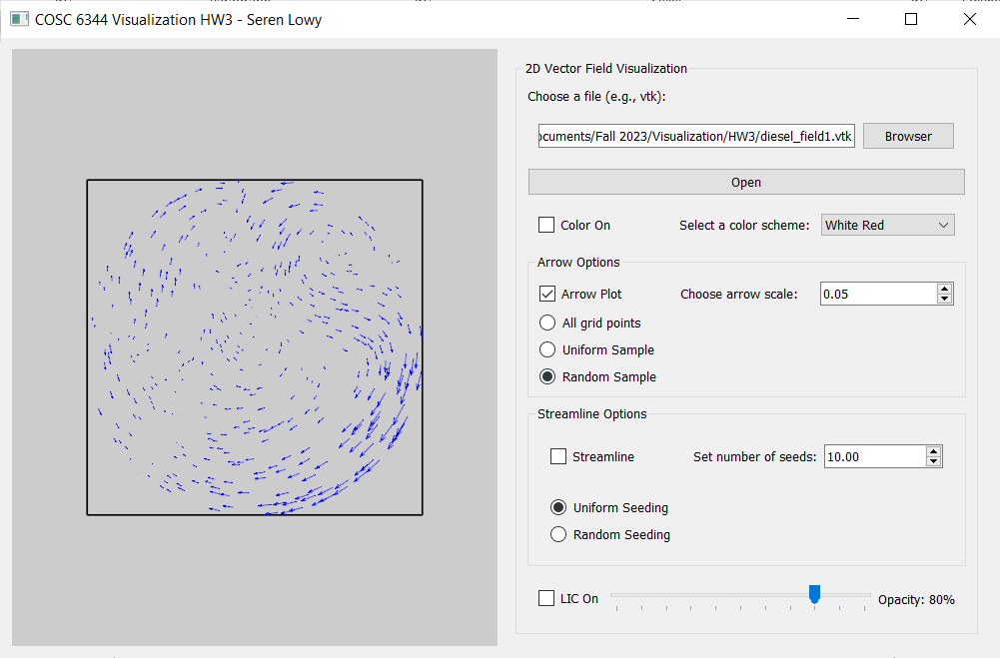 COSC 6344 Visualization HW3 - Seren Lowy
2D Vector Field Visualization
Choose a file (e.g., vtk):
ocuments/Fall 2023/Visualization/HW3/diesel_field1.vtk
Browser
Open
Color On
Select a color scheme:
White Red
Arrow Options
Arrow Plot
Choose arrow scale:
0.05
All grid points
Uniform Sample
Random Sample
Streamline Options
Streamline
Set number of seeds:
10.00
Uniform Seeding
Random Seeding
LIC On
Opacity: 80%